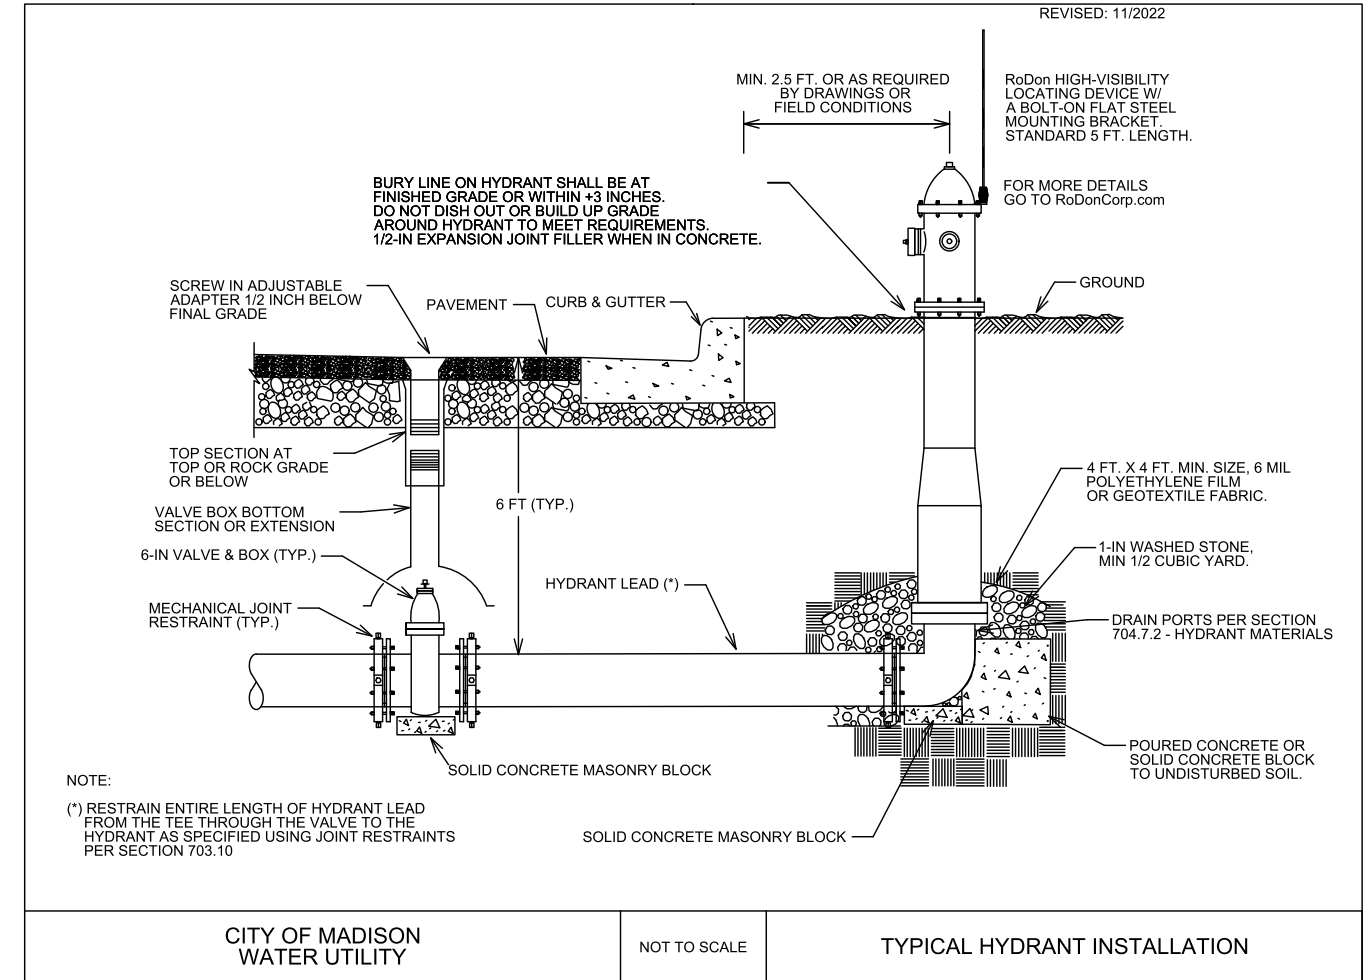 REVISED: 11/2022
MIN. 2.5 FT. OR AS REQUIRED
BY DRAWINGS OR
FIELD CONDITIONS
RoDon HIGH-VISIBILITY
LOCATING DEVICE W/
A BOLT-ON FLAT STEEL
MOUNTING BRACKET.
STANDARD 5 FT. LENGTH.
FOR MORE DETAILS
GO TO RoDonCorp.com
BURY LINE ON HYDRANT SHALL BE AT
FINISHED GRADE OR WITHIN +3 INCHES.
DO NOT DISH OUT OR BUILD UP GRADE
AROUND HYDRANT TO MEET REQUIREMENTS.
1/2-IN EXPANSION JOINT FILLER WHEN IN CONCRETE.
SCREW IN ADJUSTABLE
ADAPTER 1/2 INCH BELOW
FINAL GRADE
PAVEMENT
CURB & GUTTER
GROUND
TOP SECTION AT
TOP OR ROCK GRADE
OR BELOW
VALVE BOX BOTTOM
SECTION OR EXTENSION
6-IN VALVE & BOX (TYP.)
MECHANICAL JOINT
RESTRAINT (TYP.)
6 FT (TYP.)
HYDRANT LEAD (*)
4 FT. X 4 FT. MIN. SIZE, 6 MIL
POLYETHYLENE FILM
OR GEOTEXTILE FABRIC.
1-IN WASHED STONE,
MIN 1/2 CUBIC YARD.
DRAIN PORTS PER SECTION
704.7.2 - HYDRANT MATERIALS
POURED CONCRETE OR
SOLID CONCRETE BLOCK
TO UNDISTURBED SOIL.
SOLID CONCRETE MASONRY BLOCK
SOLID CONCRETE MASONRY BLOCK
NOTE:
(*) RESTRAIN ENTIRE LENGTH OF HYDRANT LEAD
FROM THE TEE THROUGH THE VALVE TO THE
HYDRANT AS SPECIFIED USING JOINT RESTRAINTS
PER SECTION 703.10
CITY OF MADISON
WATER UTILITY
NOT TO SCALE
TYPICAL HYDRANT INSTALLATION